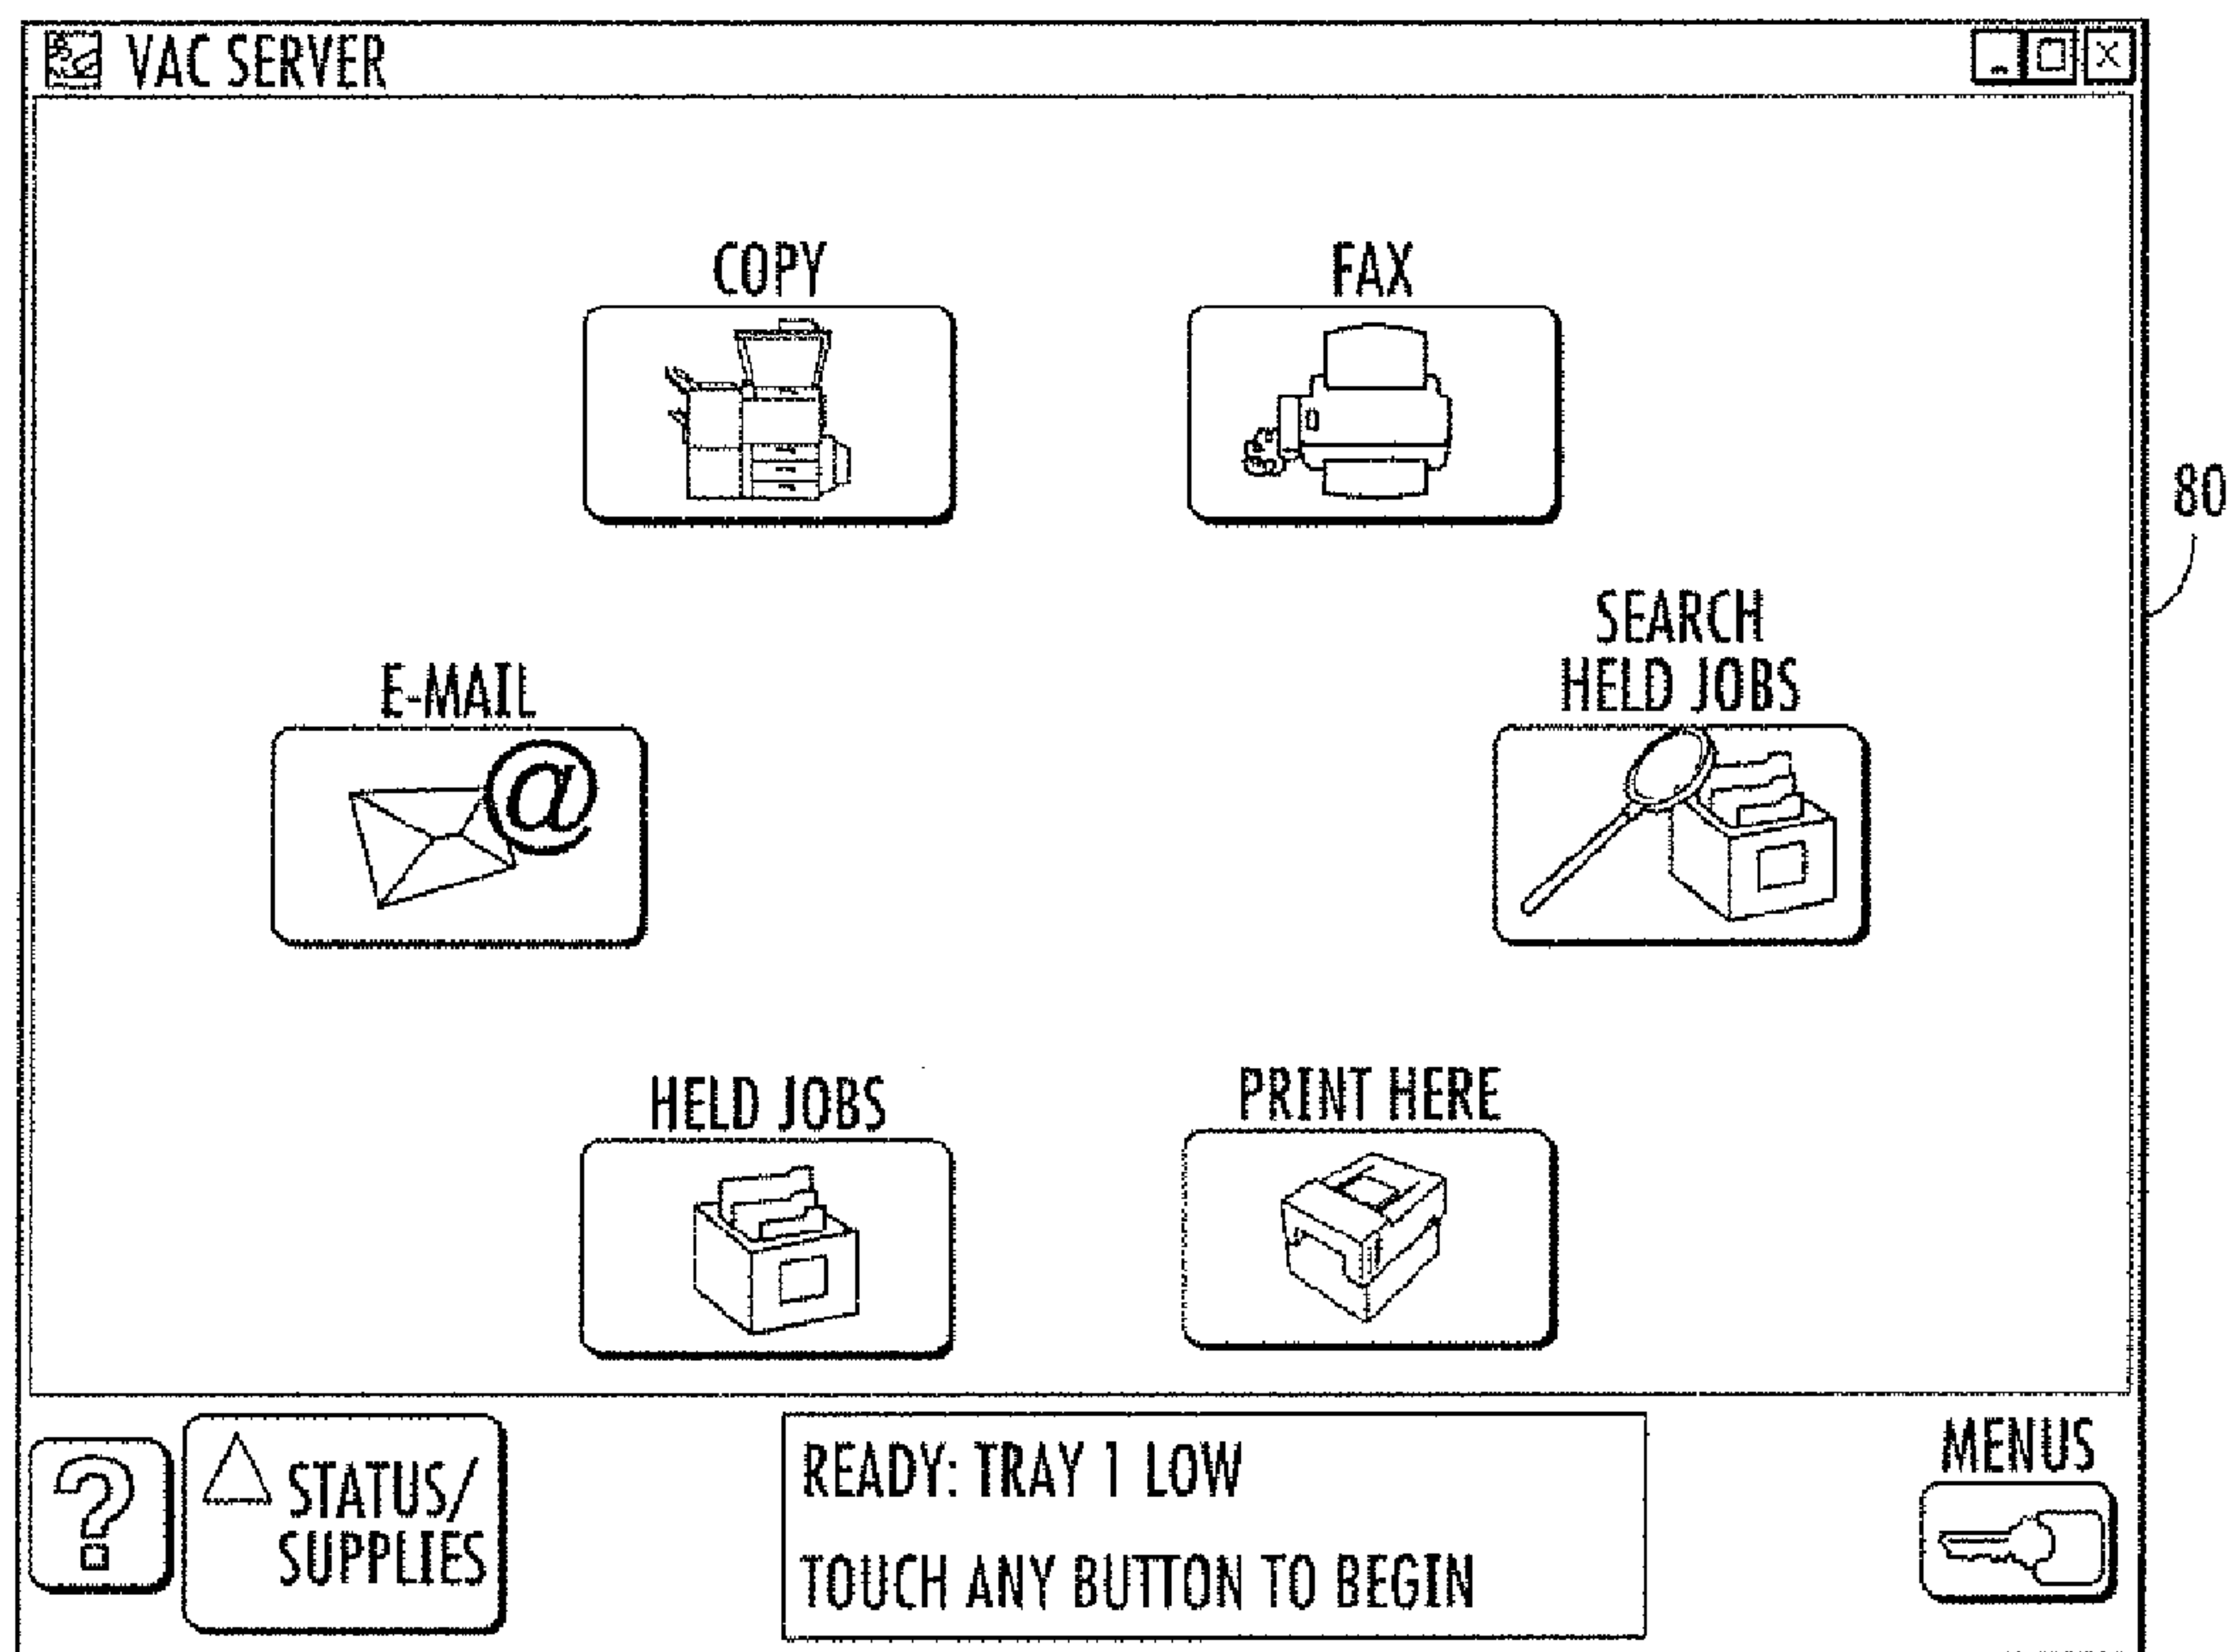 VAC SERVER
COPY
FAX
80
SEARCH
HELD JOBS
E-MAIL
@
HELD JOBS
PRINT HERE
?
STATUS/
SUPPLIES
READY: TRAY 1 LOW
TOUCH ANY BUTTON TO BEGIN
MENUS